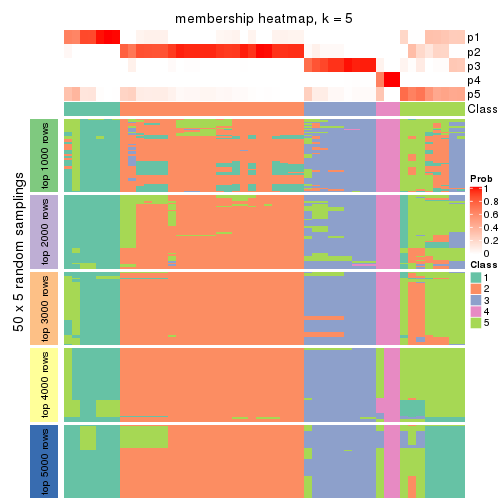 membership heatmap, k = 5
p1
p2
p3
p4
p5
Class
50 x 5 random samplings
top 1000 rows
top 2000 rows
top 3000 rows
top 4000 rows
top 5000 rows
Prob
1
0.8
0.6
0.4
0.2
0
Class
1
2
3
4
5